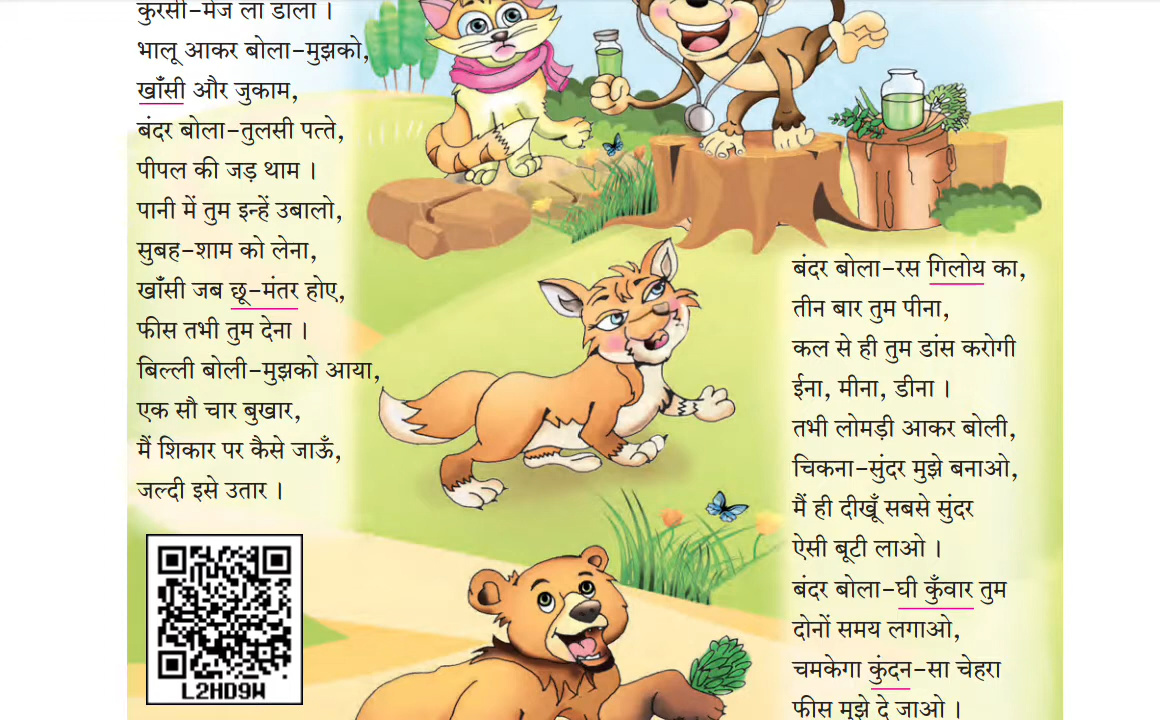 कुरसी-मेज ला डाला ।
भालू आकर बोला-मुझको,
खाँसी और जुकाम,
बंदर बोला-तुलसी पत्ते,
पीपल की जड़ थाम ।
पानी में तुम इन्हें उबालो,
सुबह-शाम को लेना,
खाँसी जब छू-मंतर होए,
फीस तभी तुम देना ।
बिल्ली बोली-मुझको आया,
एक सौ चार बुखार,
मैं शिकार पर कैसे जाऊँ,
जल्दी इसे उतार ।
L2HD9W
बंदर बोला-रस गिलोय का,
तीन बार तुम पीना,
कल से ही तुम डांस करोगी
ईना, मीना, डीना ।
तभी लोमड़ी आकर बोली,
चिकना-सुंदर मुझे बनाओ,
मैं ही दीखूँ सबसे सुंदर
ऐसी बूटी लाओ ।
बंदर बोला-घी कुँवार तुम
दोनों समय लगाओ,
चमकेगा कुंदन-सा चेहरा
फीस मुझे दे जाओ ।